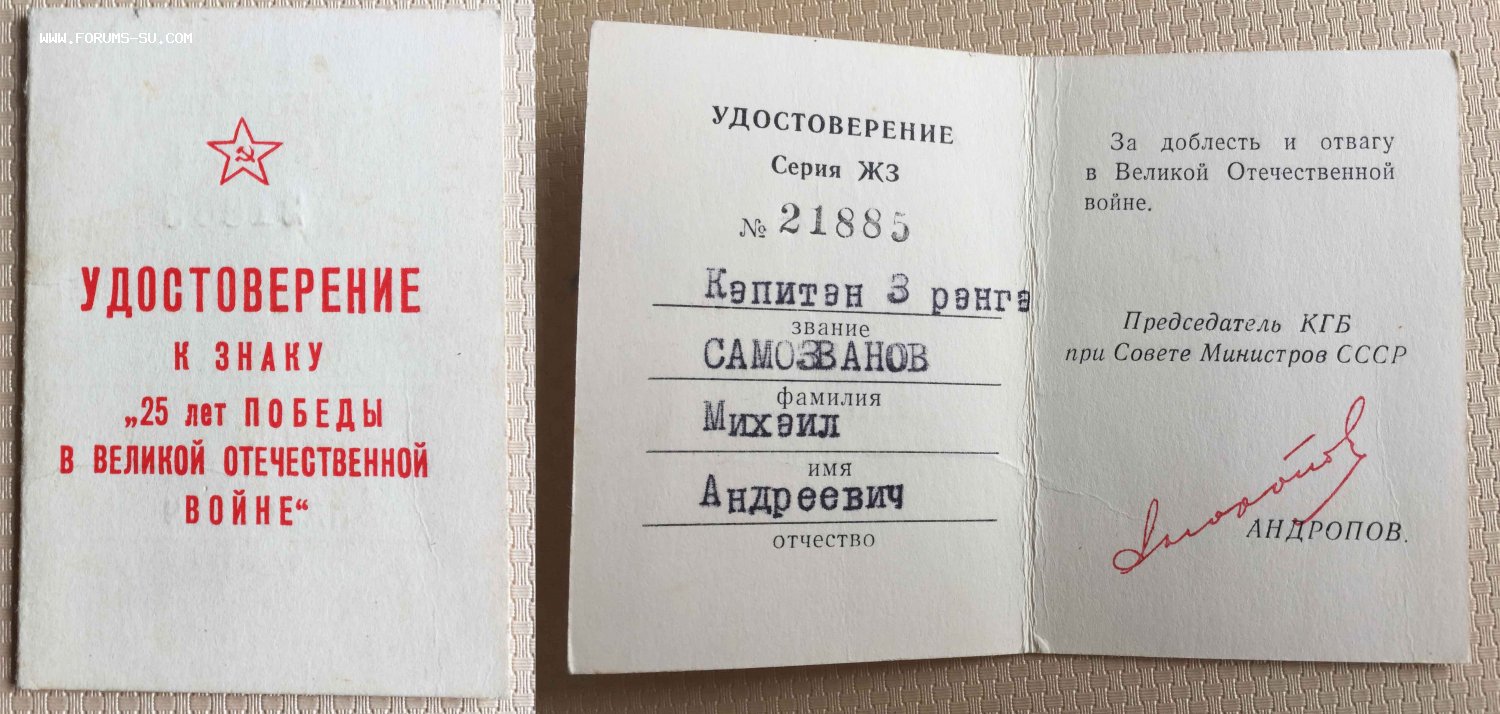 www.forums-su.com
УДОСТОВЕРЕНИЕ
К ЗНАКУ
„25 лет ПОБЕДЫ
В ВЕЛИКОЙ ОТЕЧЕСТВЕННОЙ
ВОЙНЕ“
УДОСТОВЕРЕНИЕ
Серия ЖЗ
№ 21885
Капитан 3 ранга
звание
САМОЗВАНОВ
фамилия
Михаил
имя
Андреевич
отчество
За доблесть и отвагу
в Великой Отечественной
войне.
Председатель КГБ
при Совете Министров СССР
Андропов
АНДРОПОВ.